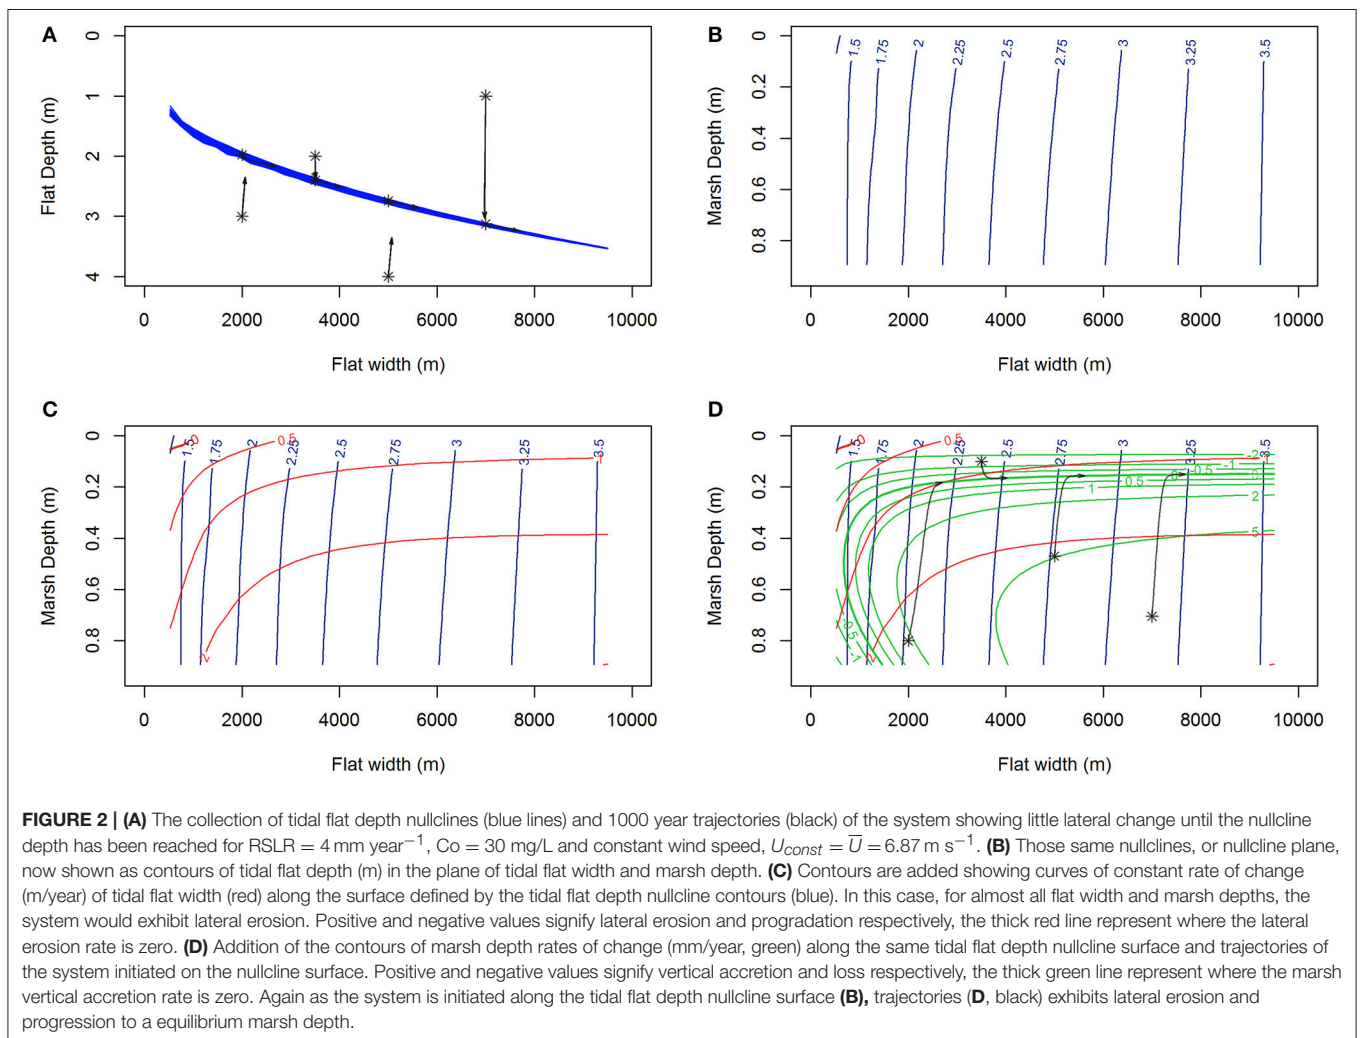 A
0
1
2
3
4
Flat Depth (m)
0 2000 4000 6000 8000 10000
Flat width (m)
B
0
0.2
0.4
0.6
0.8
Marsh Depth (m)
1.5 1.75 2 2.25 2.5 2.75 3 3.25 3.5
0 2000 4000 6000 8000 10000
Flat width (m)
C
0
0.2
0.4
0.6
0.8
Marsh Depth (m)
1.5 1.75 2 2.25 2.5 2.75 3 3.25 3.5
0 0.5 1 2
0 2000 4000 6000 8000 10000
Flat width (m)
D
0
0.2
0.4
0.6
0.8
Marsh Depth (m)
1.5 1.75 2 2.25 2.5 2.75 3 3.25 3.5
0 0.5 1 2
-2 -1 -0.5 0 0.5 1 2 5
-0.5 -1
0 2000 4000 6000 8000 10000
Flat width (m)
FIGURE 2 | (A) The collection of tidal flat depth nullclines (blue lines) and 1000 year trajectories (black) of the system showing little lateral change until the nullcline
depth has been reached for RSLR = 4 mm year⁻¹, Co = 30 mg/L and constant wind speed, U_const = U̅ = 6.87 m s⁻¹. (B) Those same nullclines, or nullcline plane,
now shown as contours of tidal flat depth (m) in the plane of tidal flat width and marsh depth. (C) Contours are added showing curves of constant rate of change
(m/year) of tidal flat width (red) along the surface defined by the tidal flat depth nullcline contours (blue). In this case, for almost all flat width and marsh depths, the
system would exhibit lateral erosion. Positive and negative values signify lateral erosion and progradation respectively, the thick red line represent where the lateral
erosion rate is zero. (D) Addition of the contours of marsh depth rates of change (mm/year, green) along the same tidal flat depth nullcline surface and trajectories of
the system initiated on the nullcline surface. Positive and negative values signify vertical accretion and loss respectively, the thick green line represent where the marsh
vertical accretion rate is zero. Again as the system is initiated along the tidal flat depth nullcline surface (B), trajectories (D, black) exhibits lateral erosion and
progression to a equilibrium marsh depth.